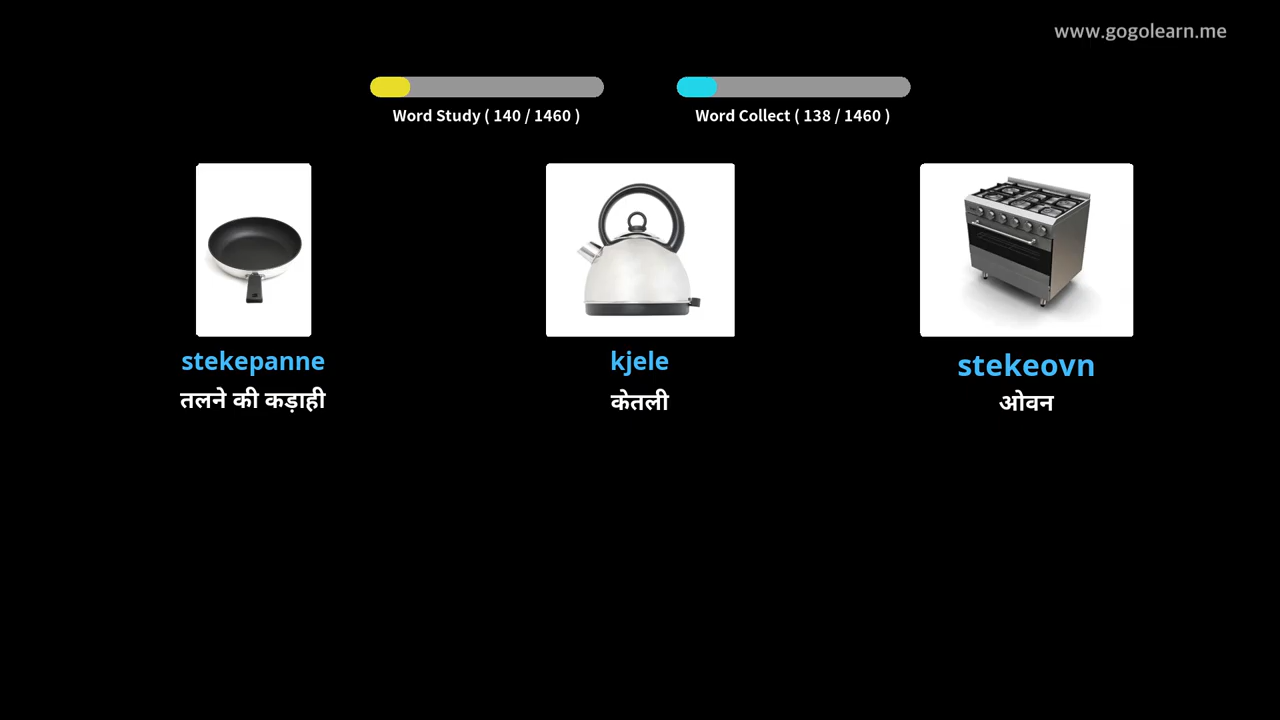 www.gogolearn.me
Word Study ( 140 / 1460 )
Word Collect ( 138 / 1460 )
stekepanne
kjele
stekeovn
तलने की कड़ाही
केतली
ओवन